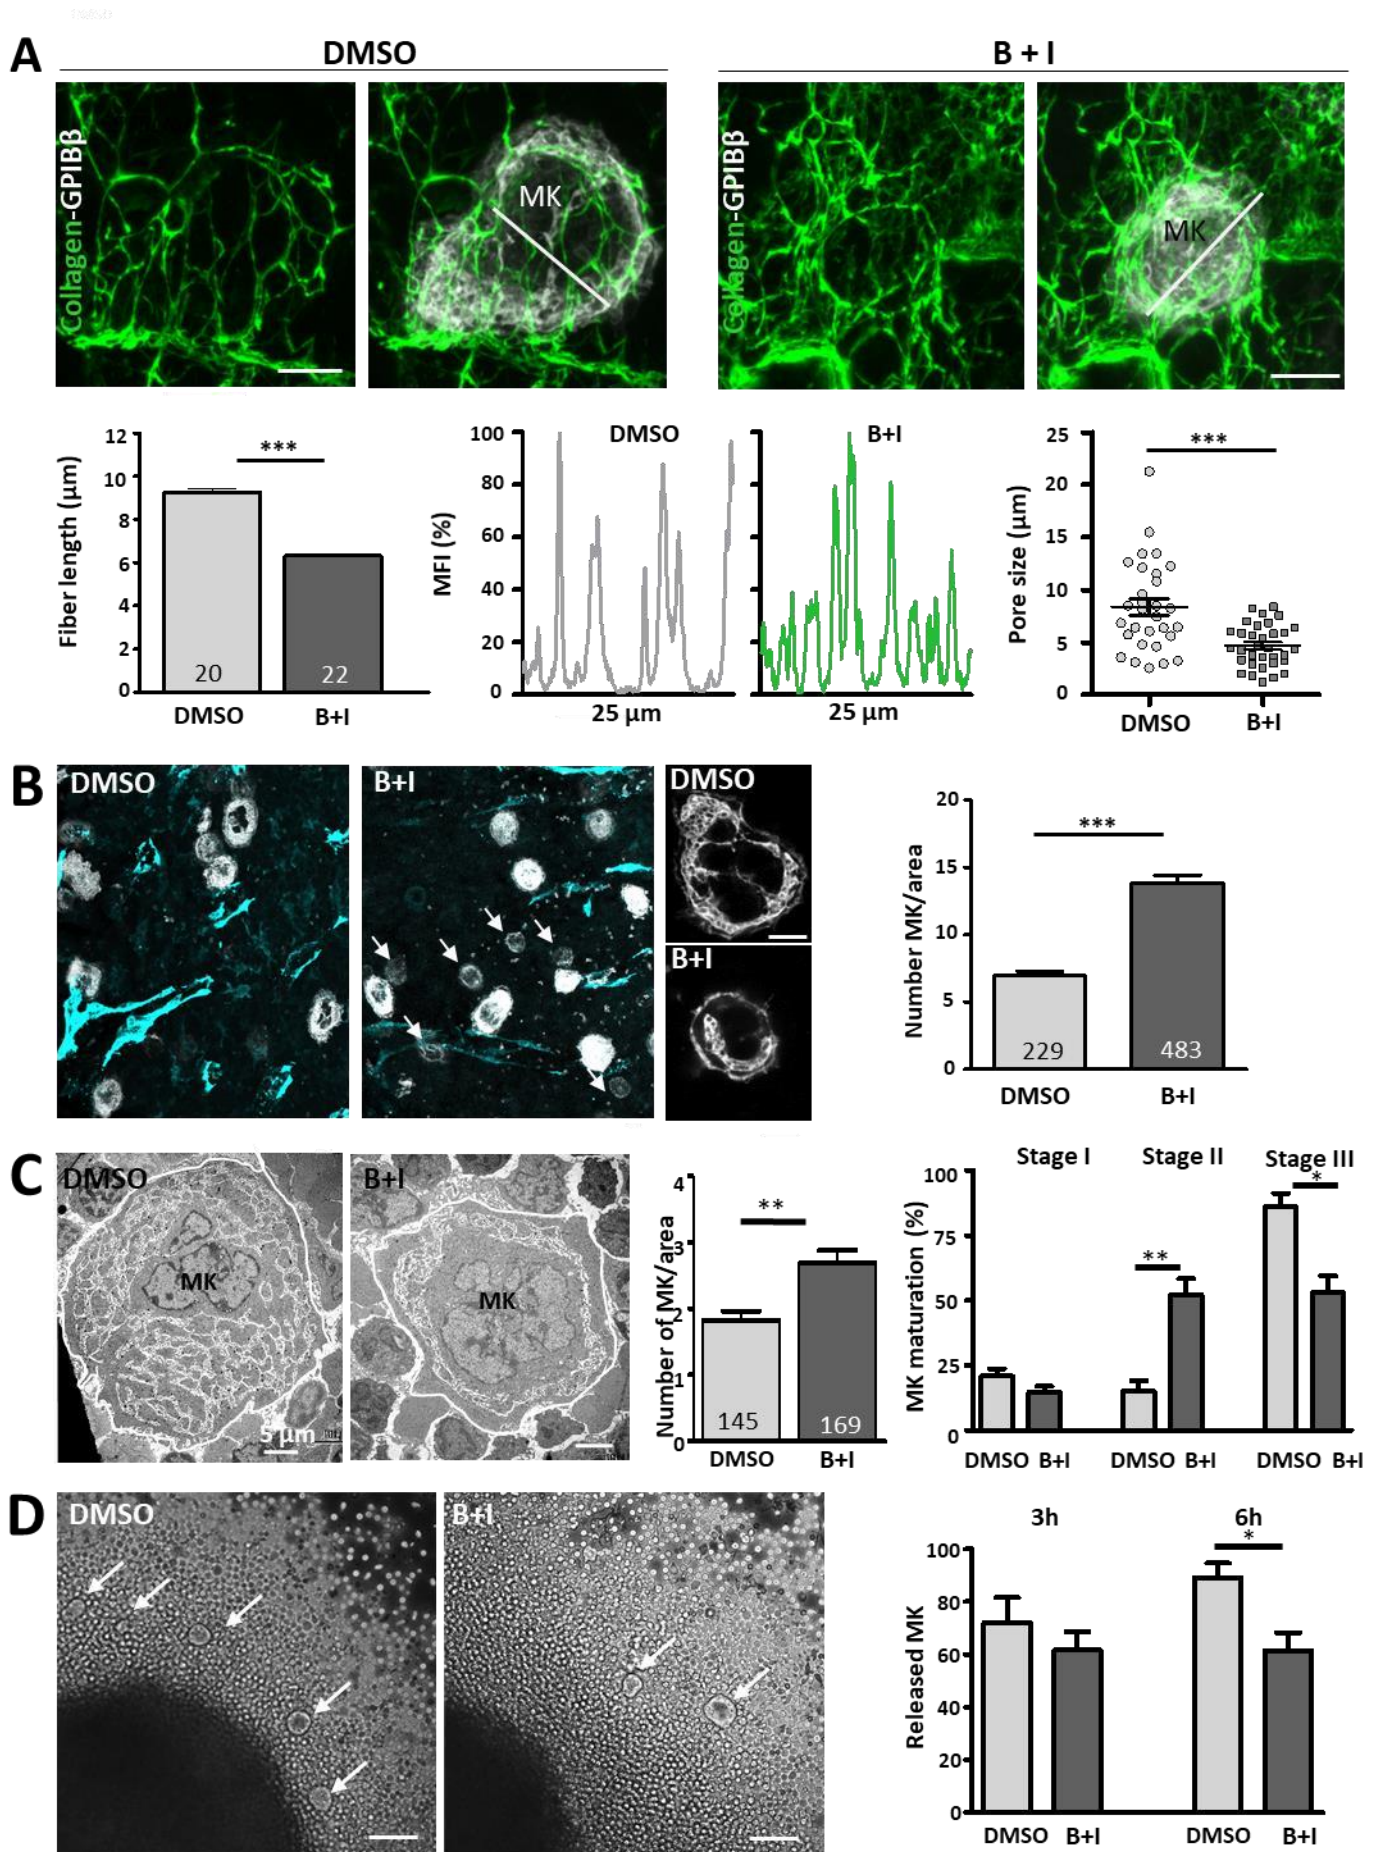 A
DMSO
B + I
Collagen-GPIBβ
MK
Collagen-GPIBβ
MK
Fiber length (µm)
12
10
8
6
4
2
0
***
20
22
DMSO
B+I
MFI (%)
100
80
60
40
20
0
DMSO
B+I
25 µm
25 µm
Pore size (µm)
25
20
15
10
5
0
***
DMSO
B+I
B
DMSO
B+I
DMSO
B+I
Number MK/area
20
15
10
5
0
***
229
483
DMSO
B+I
C
DMSO
MK
5 µm
B+I
MK
Number of MK/area
4
3
2
1
0
**
145
169
DMSO
B+I
MK maturation (%)
100
75
50
25
0
Stage I
Stage II
Stage III
**
*
DMSO B+I
DMSO B+I
DMSO B+I
D
DMSO
B+I
Released MK
100
80
60
40
20
0
3h
6h
*
DMSO B+I
DMSO B+I